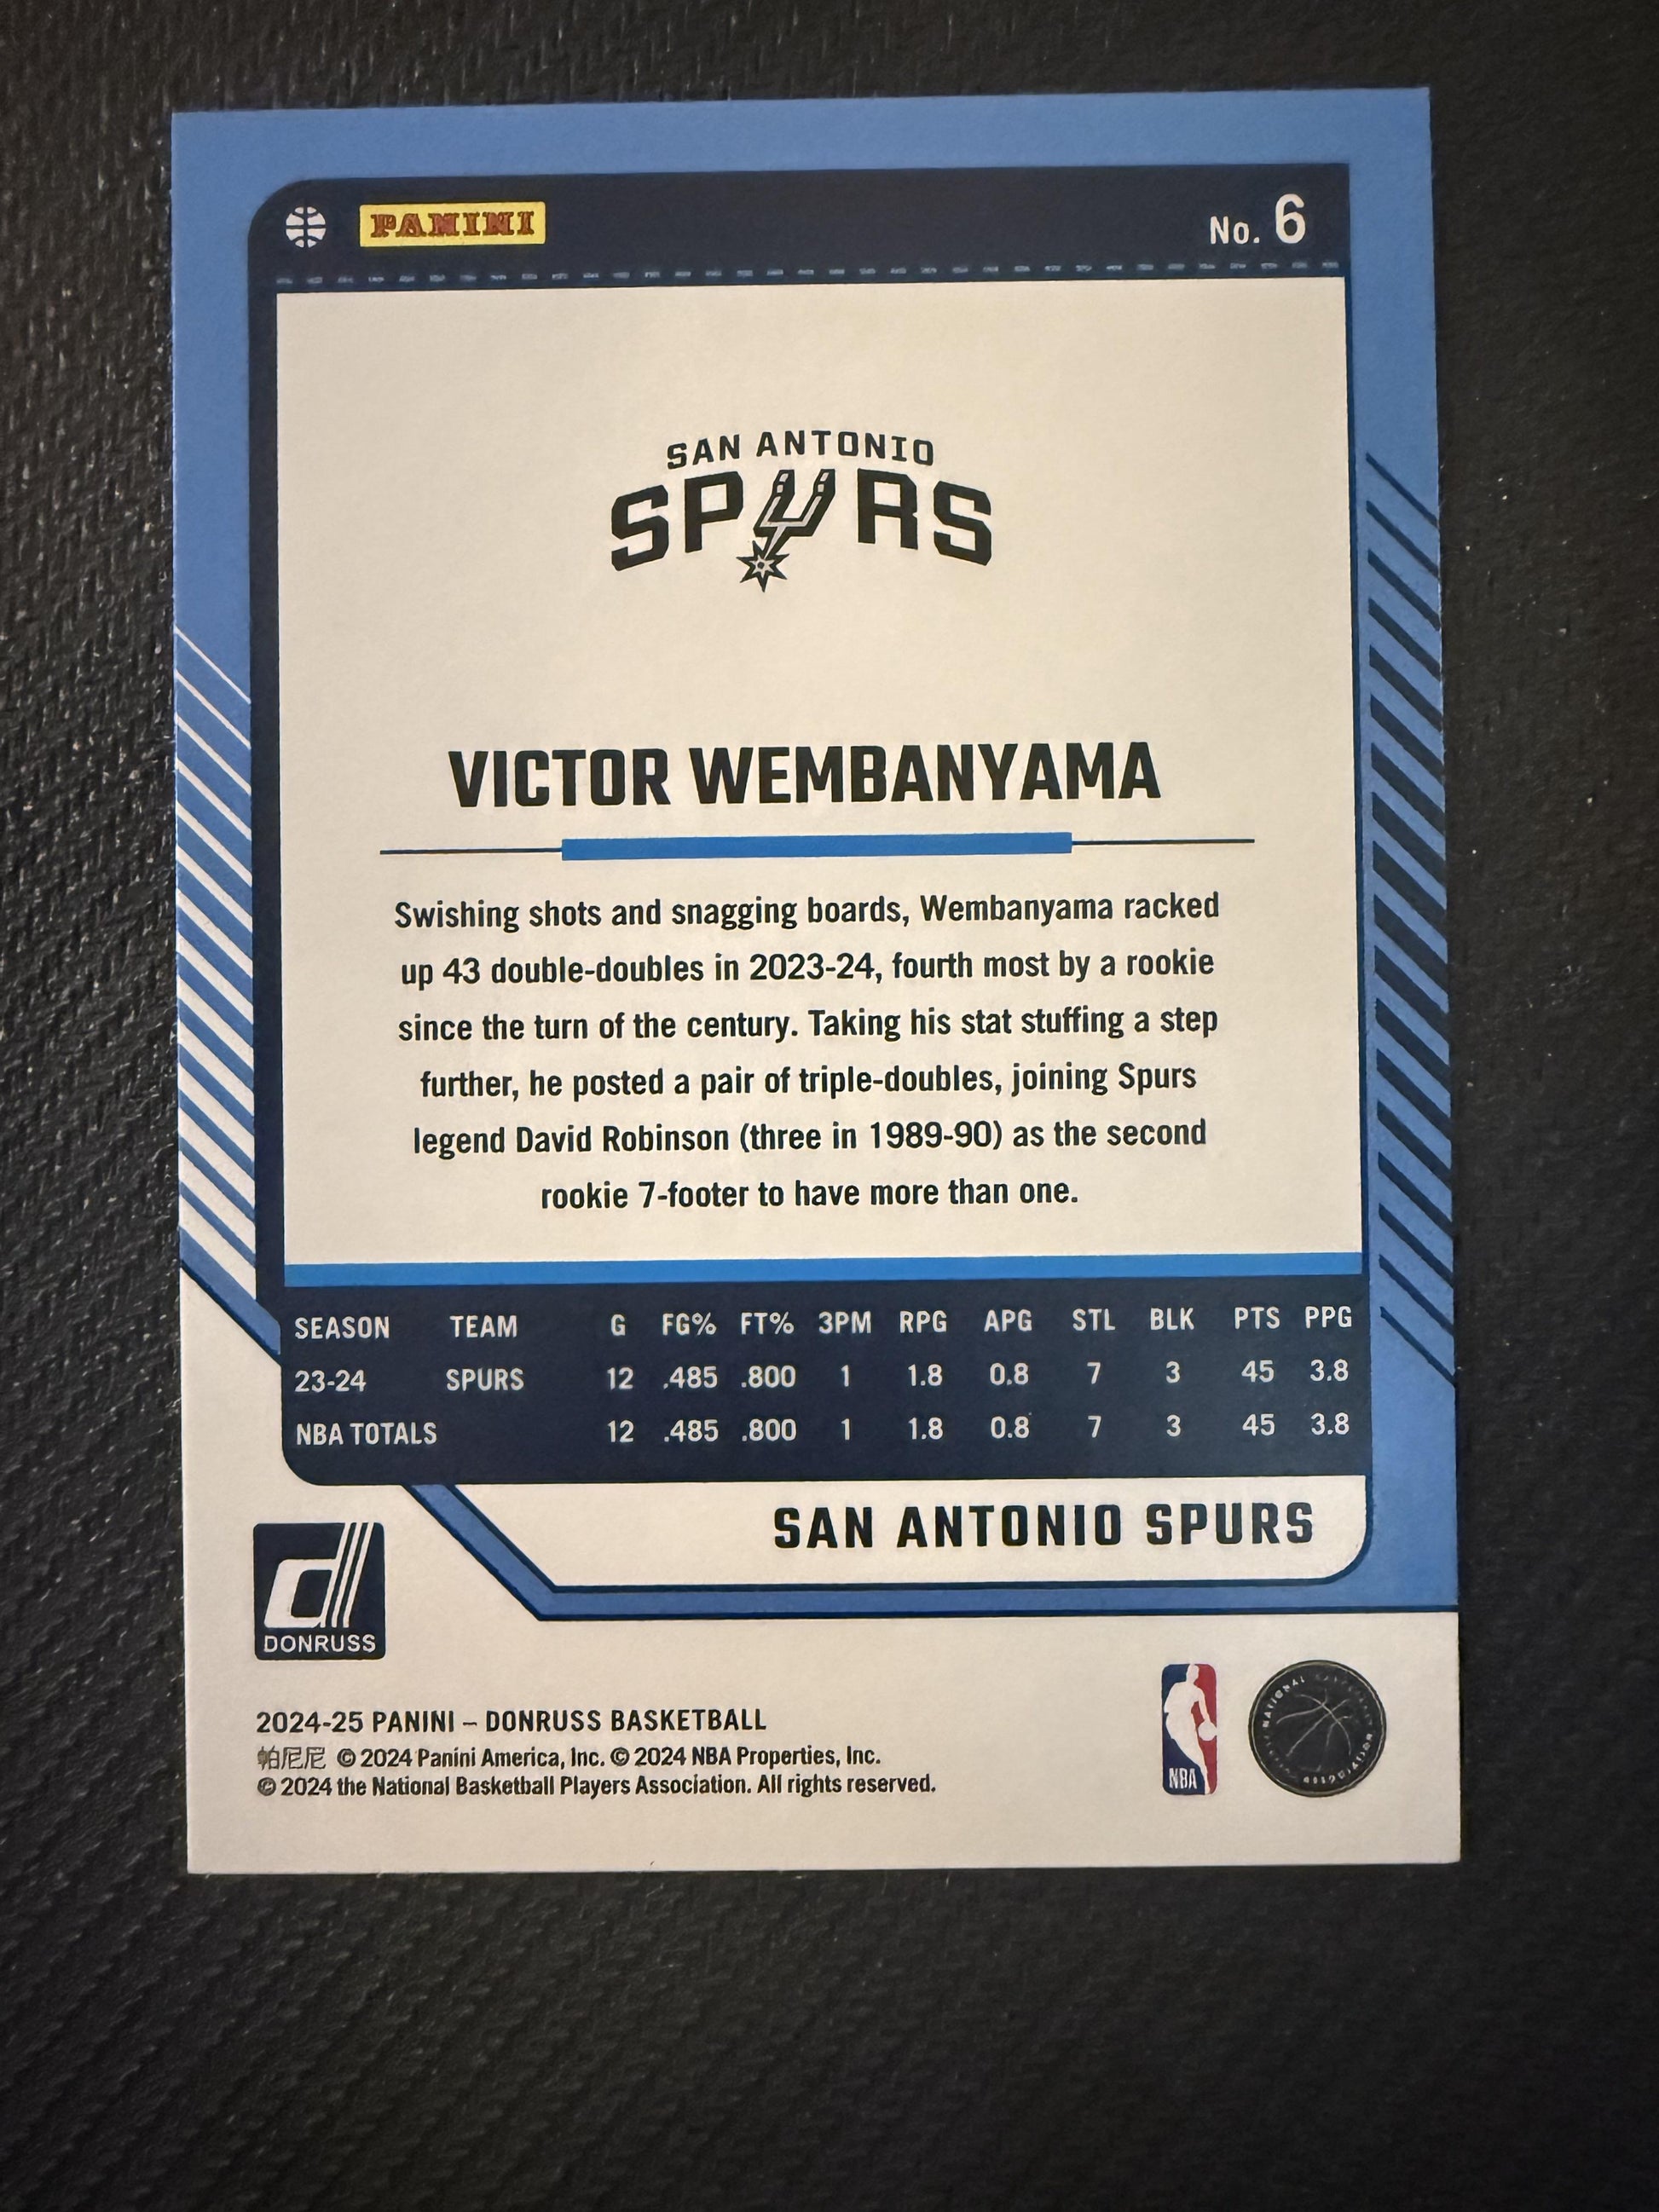 PANINI
No. 6
SAN ANTONIO
SPURS
VICTOR WEMBANYAMA
Swishing shots and snagging boards, Wembanyama racked
up 43 double-doubles in 2023-24, fourth most by a rookie
since the turn of the century. Taking his stat stuffing a step
further, he posted a pair of triple-doubles, joining Spurs
legend David Robinson (three in 1989-90) as the second
rookie 7-footer to have more than one.
SEASON TEAM G FG% FT% 3PM RPG APG STL BLK PTS PPG
23-24 SPURS 12 .485 .800 1 1.8 0.8 7 3 45 3.8
NBA TOTALS 12 .485 .800 1 1.8 0.8 7 3 45 3.8
SAN ANTONIO SPURS
d
DONRUSS
2024-25 PANINI – DONRUSS BASKETBALL
帕尼尼 © 2024 Panini America, Inc. © 2024 NBA Properties, Inc.
© 2024 the National Basketball Players Association. All rights reserved.
NBA
NATIONAL